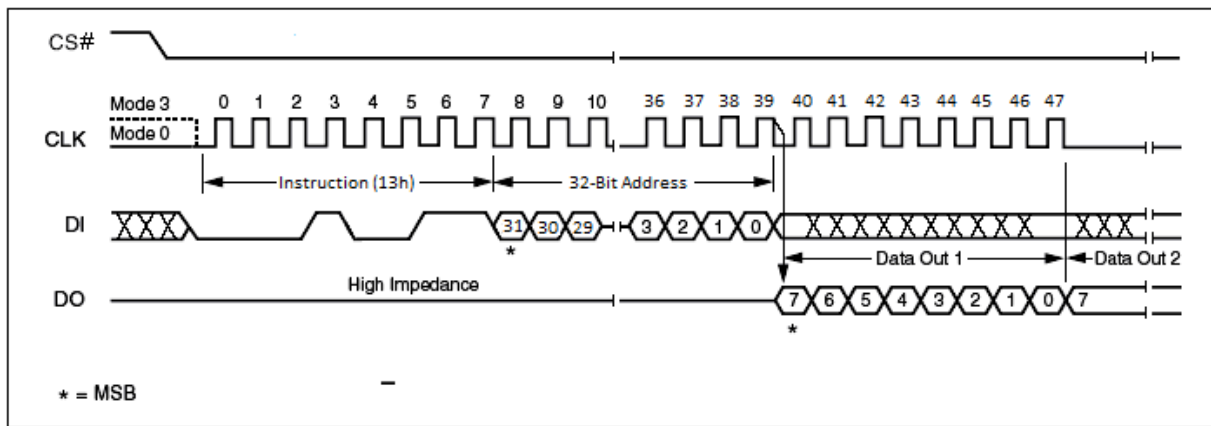 CS#
Mode 3 0 1 2 3 4 5 6 7 8 9 10 36 37 38 39 40 41 42 43 44 45 46 47
Mode 0
CLK
Instruction (13h) 32-Bit Address
DI 31 30 29 3 2 1 0
*
Data Out 1 Data Out 2
High Impedance
DO 7 6 5 4 3 2 1 0 7
*
* = MSB